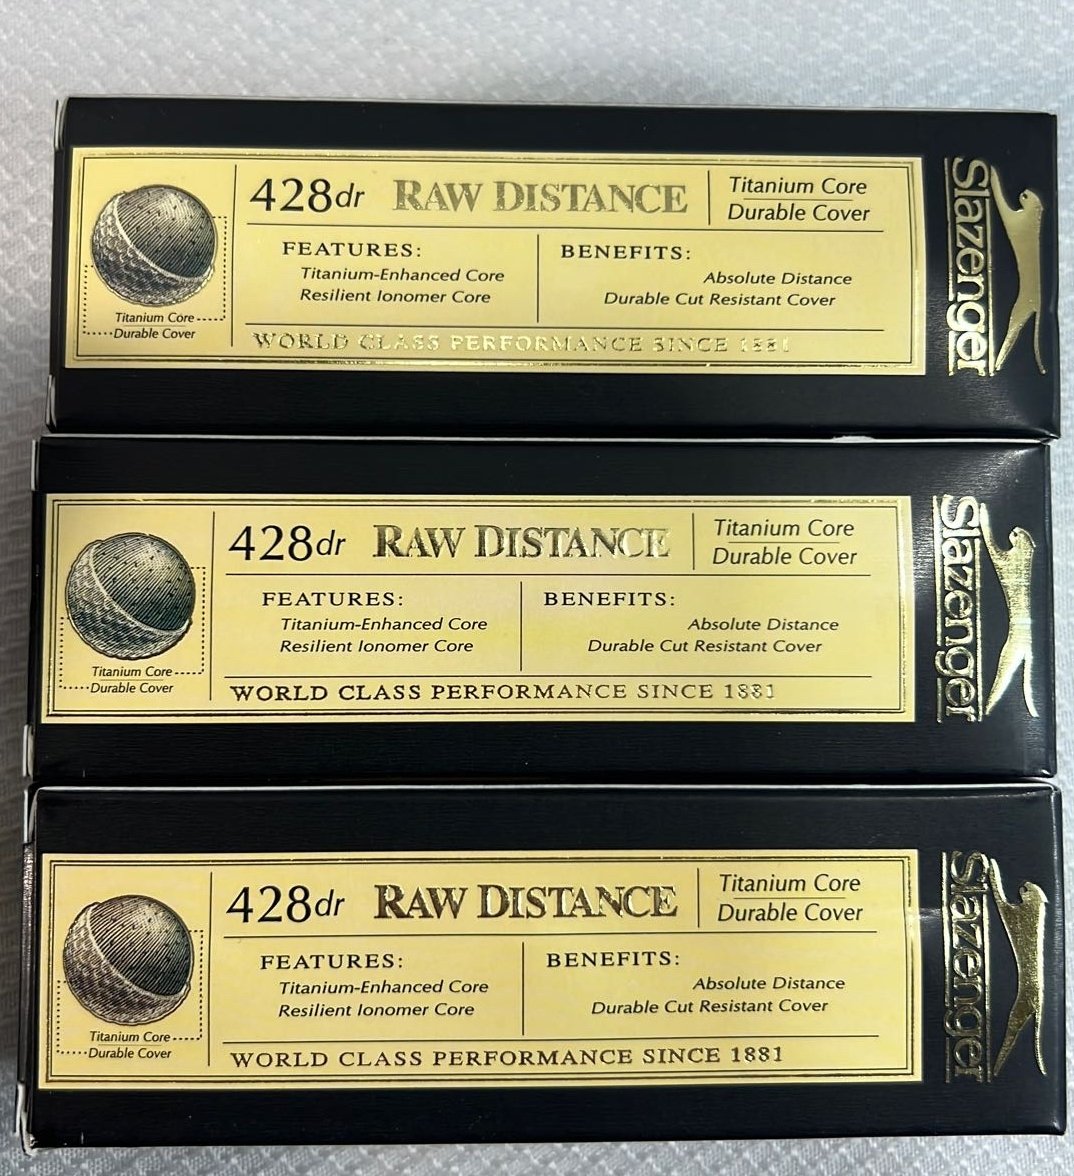 428dr RAW DISTANCE
Titanium Core
Durable Cover
FEATURES:
Titanium-Enhanced Core
Resilient Ionomer Core
BENEFITS:
Absolute Distance
Durable Cut Resistant Cover
Titanium Core
Durable Cover
WORLD CLASS PERFORMANCE SINCE 1881
Slazenger
428dr RAW DISTANCE
Titanium Core
Durable Cover
FEATURES:
Titanium-Enhanced Core
Resilient Ionomer Core
BENEFITS:
Absolute Distance
Durable Cut Resistant Cover
Titanium Core
Durable Cover
WORLD CLASS PERFORMANCE SINCE 1881
Slazenger
428dr RAW DISTANCE
Titanium Core
Durable Cover
FEATURES:
Titanium-Enhanced Core
Resilient Ionomer Core
BENEFITS:
Absolute Distance
Durable Cut Resistant Cover
Titanium Core
Durable Cover
WORLD CLASS PERFORMANCE SINCE 1881
Slazenger